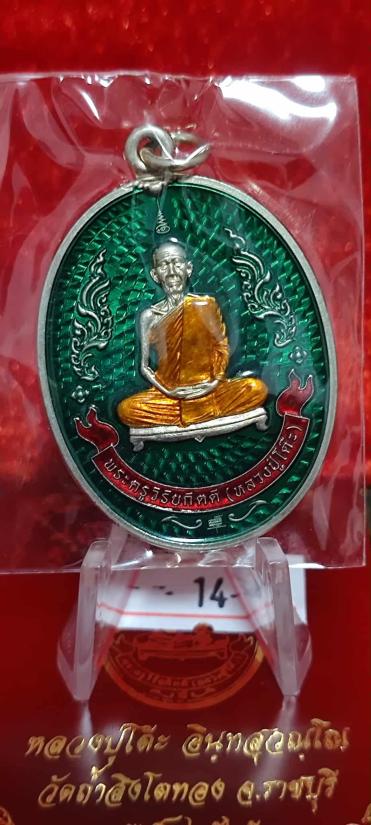 พระครูวิริยกิตติ (หลวงปู่โต๊ะ)
14
หลวงปู่โต๊ะ อินฺทสุวณฺโณ
วัดถ้ำสิงโตทอง จ.ราชบุรี